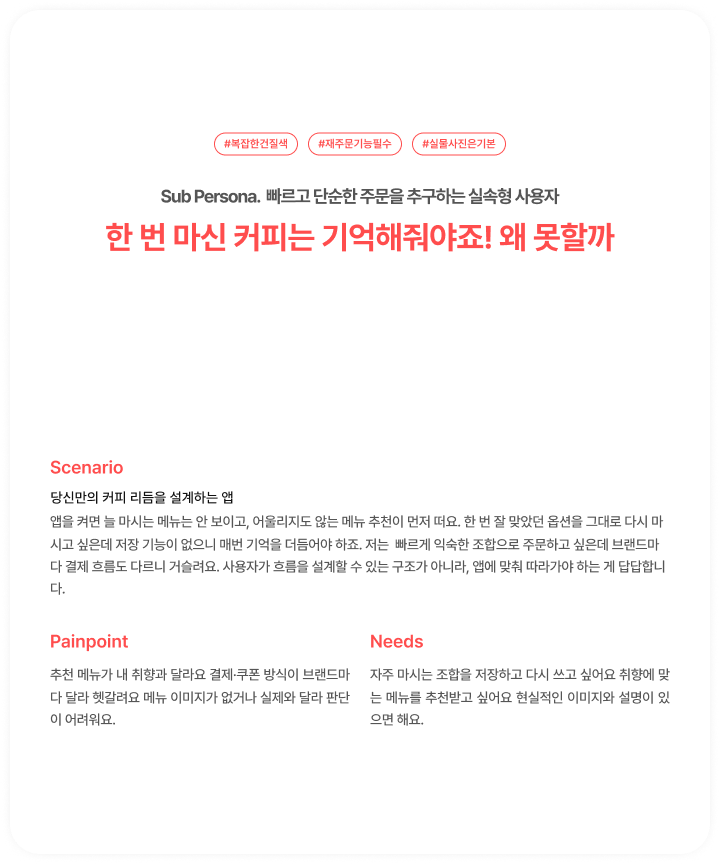 #복잡한건질색 #재주문기능필수 #실물사진은기본
Sub Persona. 빠르고 단순한 주문을 추구하는 실속형 사용자
한 번 마신 커피는 기억해줘야죠! 왜 못할까
Scenario
당신만의 커피 리듬을 설계하는 앱
앱을 켜면 늘 마시는 메뉴는 안 보이고, 어울리지도 않는 메뉴 추천이 먼저 떠요. 한 번 잘 맞았던 옵션을 그대로 다시 마
시고 싶은데 저장 기능이 없으니 매번 기억을 더듬어야 하죠. 저는 빠르게 익숙한 조합으로 주문하고 싶은데 브랜드마
다 결제 흐름도 다르니 거슬려요. 사용자가 흐름을 설계할 수 있는 구조가 아니라, 앱에 맞춰 따라가야 하는 게 답답합니
다.
Painpoint
추천 메뉴가 내 취향과 달라요 결제·쿠폰 방식이 브랜드마
다 달라 헷갈려요 메뉴 이미지가 없거나 실제와 달라 판단
이 어려워요.
Needs
자주 마시는 조합을 저장하고 다시 쓰고 싶어요 취향에 맞
는 메뉴를 추천받고 싶어요 현실적인 이미지와 설명이 있
으면 해요.